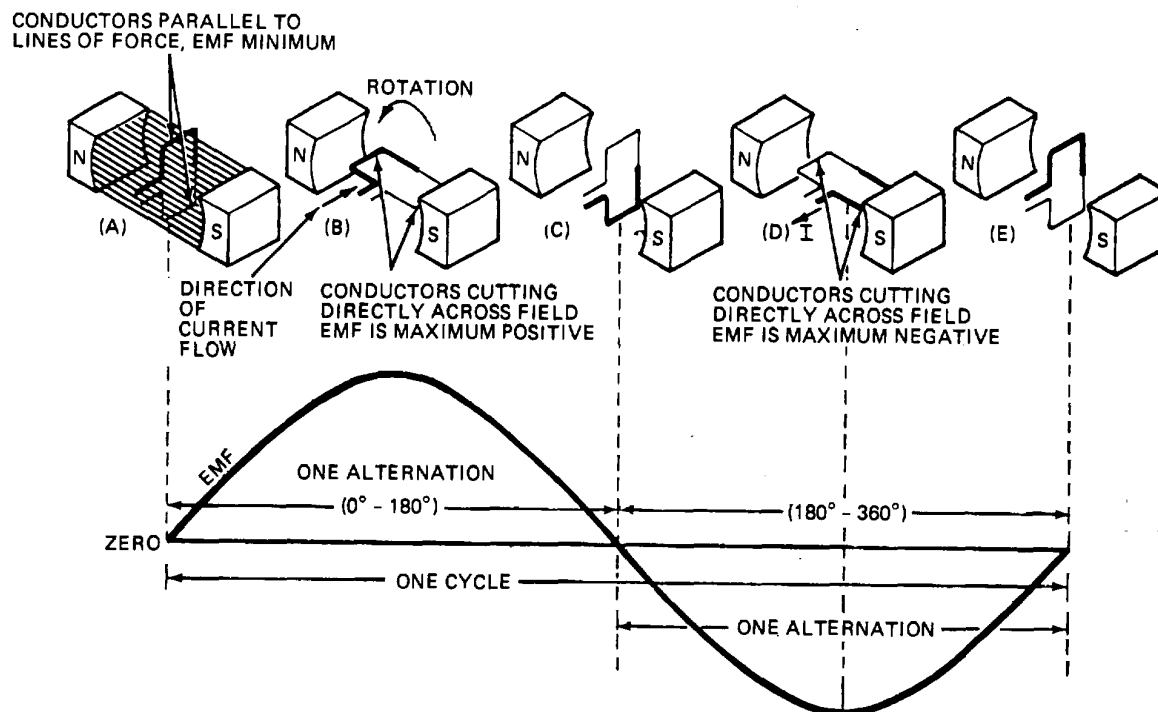 CONDUCTORS PARALLEL TO
LINES OF FORCE, EMF MINIMUM
ROTATION
N
S
(A)
N
S
(B)
N
S
(C)
N
S
(D)
I
N
S
(E)
DIRECTION
OF
CURRENT
FLOW
CONDUCTORS CUTTING
DIRECTLY ACROSS FIELD
EMF IS MAXIMUM POSITIVE
CONDUCTORS CUTTING
DIRECTLY ACROSS FIELD
EMF IS MAXIMUM NEGATIVE
EMF
ONE ALTERNATION
(0° - 180°)
(180° - 360°)
ZERO
ONE CYCLE
ONE ALTERNATION